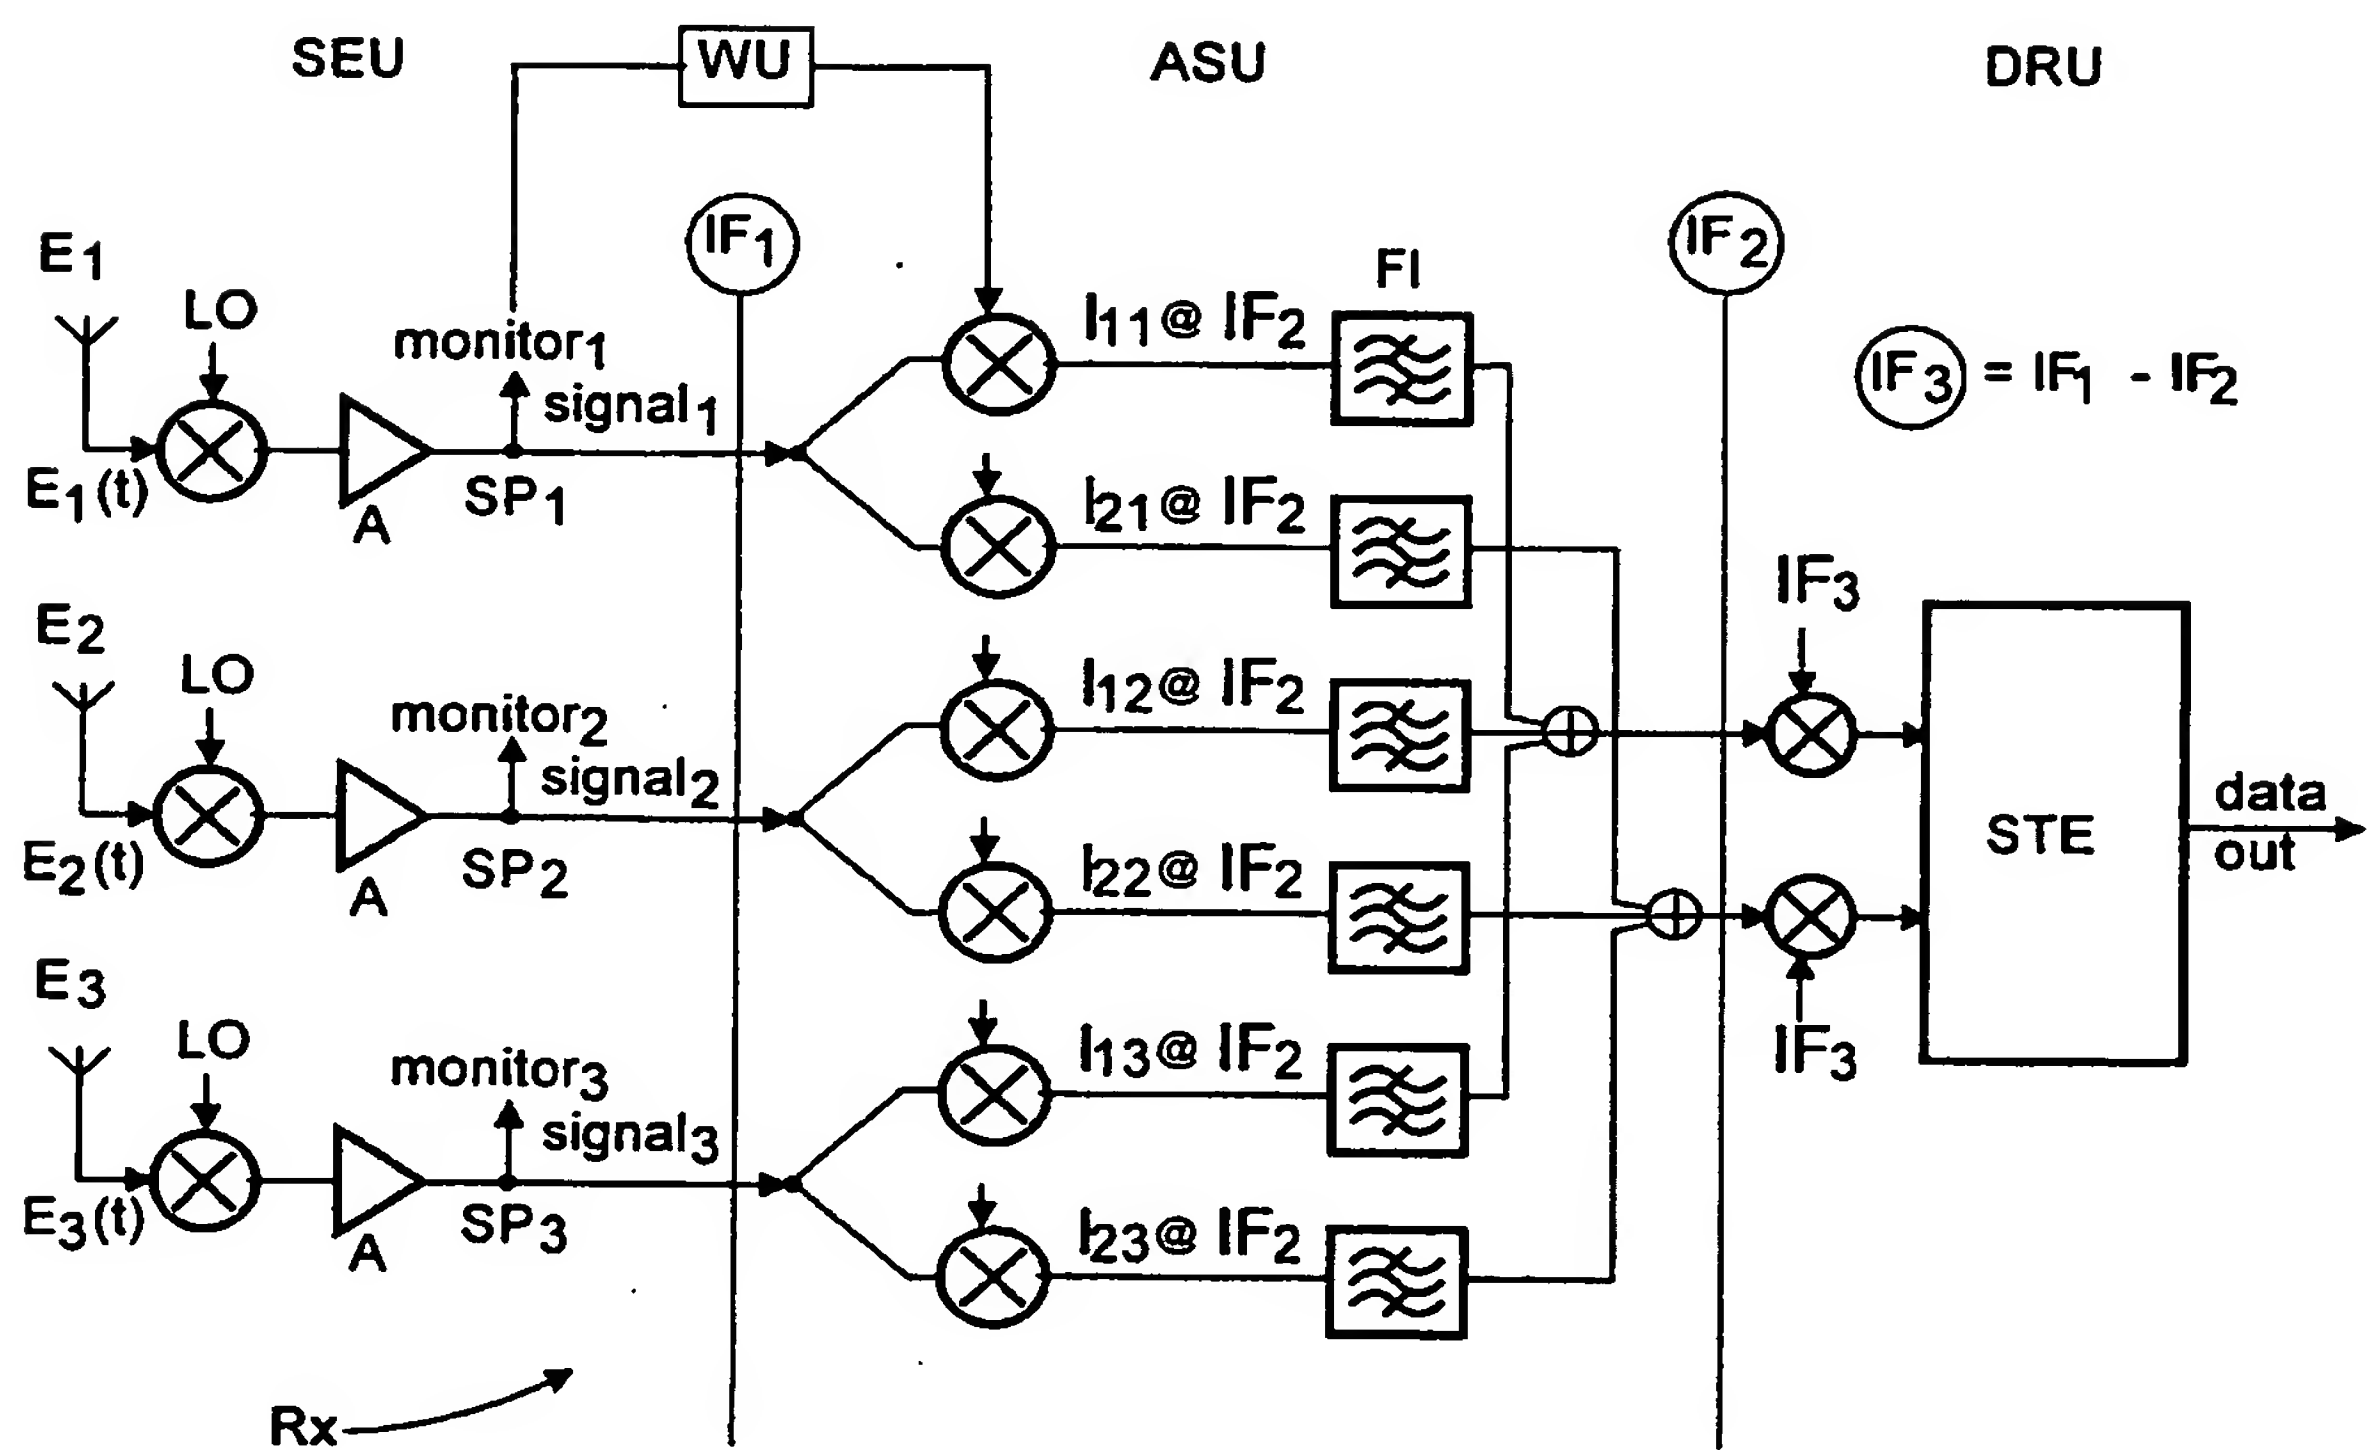 SEU
WU
ASU
DRU
IF1
IF2
E1
LO
monitor1
signal1
E1(t)
A
SP1
I11@ IF2
FI
IF3 = IF1 - IF2
I21@ IF2
E2
LO
monitor2
signal2
E2(t)
A
SP2
I12@ IF2
I22@ IF2
IF3
STE
data
out
IF3
E3
LO
monitor3
signal3
E3(t)
A
SP3
I13@ IF2
I23@ IF2
Rx